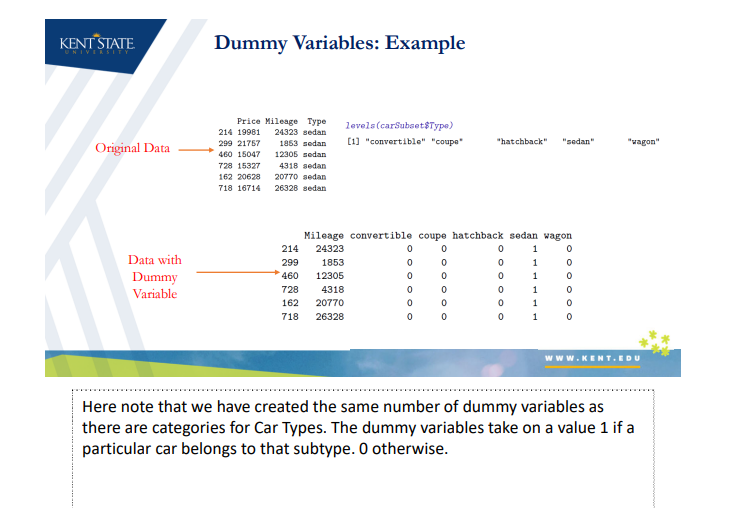 KENT STATE
UNIVERSITY
Dummy Variables: Example
Original Data
Price Mileage Type
214 19981 24323 sedan
299 21757 1853 sedan
460 15047 12305 sedan
728 15327 4318 sedan
162 20628 20770 sedan
718 16714 26328 sedan
levels(carSubset$Type)
[1] "convertible" "coupe" "hatchback" "sedan" "wagon"
Data with
Dummy
Variable
Mileage convertible coupe hatchback sedan wagon
214 24323 0 0 0 1 0
299 1853 0 0 0 1 0
460 12305 0 0 0 1 0
728 4318 0 0 0 1 0
162 20770 0 0 0 1 0
718 26328 0 0 0 1 0
WWW.KENT.EDU
Here note that we have created the same number of dummy variables as
there are categories for Car Types. The dummy variables take on a value 1 if a
particular car belongs to that subtype. 0 otherwise.